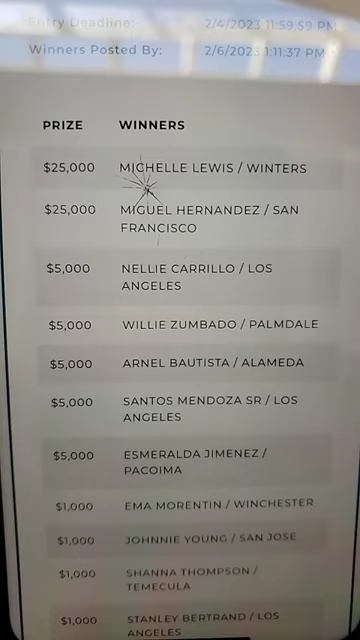 Entry Deadline: 2/4/2023 11:59:59 PM
Winners Posted By: 2/6/2023 1:11:37 PM
PRIZE WINNERS
$25,000 MICHELLE LEWIS / WINTERS
$25,000 MIGUEL HERNANDEZ / SAN
FRANCISCO
$5,000 NELLIE CARRILLO / LOS
ANGELES
$5,000 WILLIE ZUMBADO / PALMDALE
$5,000 ARNEL BAUTISTA / ALAMEDA
$5,000 SANTOS MENDOZA SR / LOS
ANGELES
$5,000 ESMERALDA JIMENEZ /
PACOIMA
$1,000 EMA MORENTIN / WINCHESTER
$1,000 JOHNNIE YOUNG / SAN JOSE
$1,000 SHANNA THOMPSON /
TEMECULA
$1,000 STANLEY BERTRAND / LOS
ANGELES